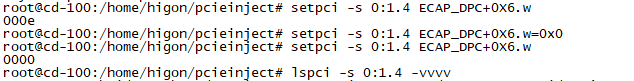 root@cd-100:/home/higon/pcieinject# setpci -s 0:1.4 ECAP_DPC+0X6.w
000e
root@cd-100:/home/higon/pcieinject# setpci -s 0:1.4 ECAP_DPC+0X6.w=0x0
root@cd-100:/home/higon/pcieinject# setpci -s 0:1.4 ECAP_DPC+0X6.w
0000
root@cd-100:/home/higon/pcieinject# lspci -s 0:1.4 -vvvv